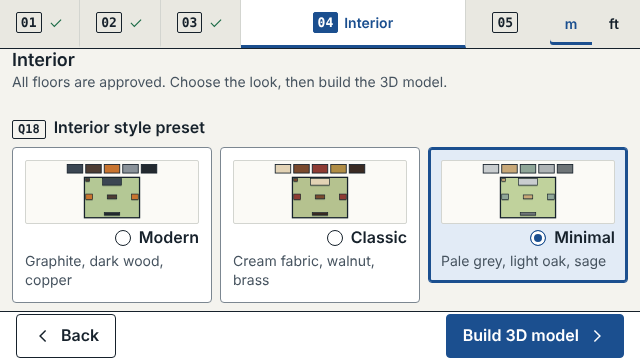 01 02 03 04 Interior 05 m ft
Interior
All floors are approved. Choose the look, then build the 3D model.
Q18 Interior style preset
Modern
Graphite, dark wood,
copper
Classic
Cream fabric, walnut,
brass
Minimal
Pale grey, light oak, sage
Back
Build 3D model